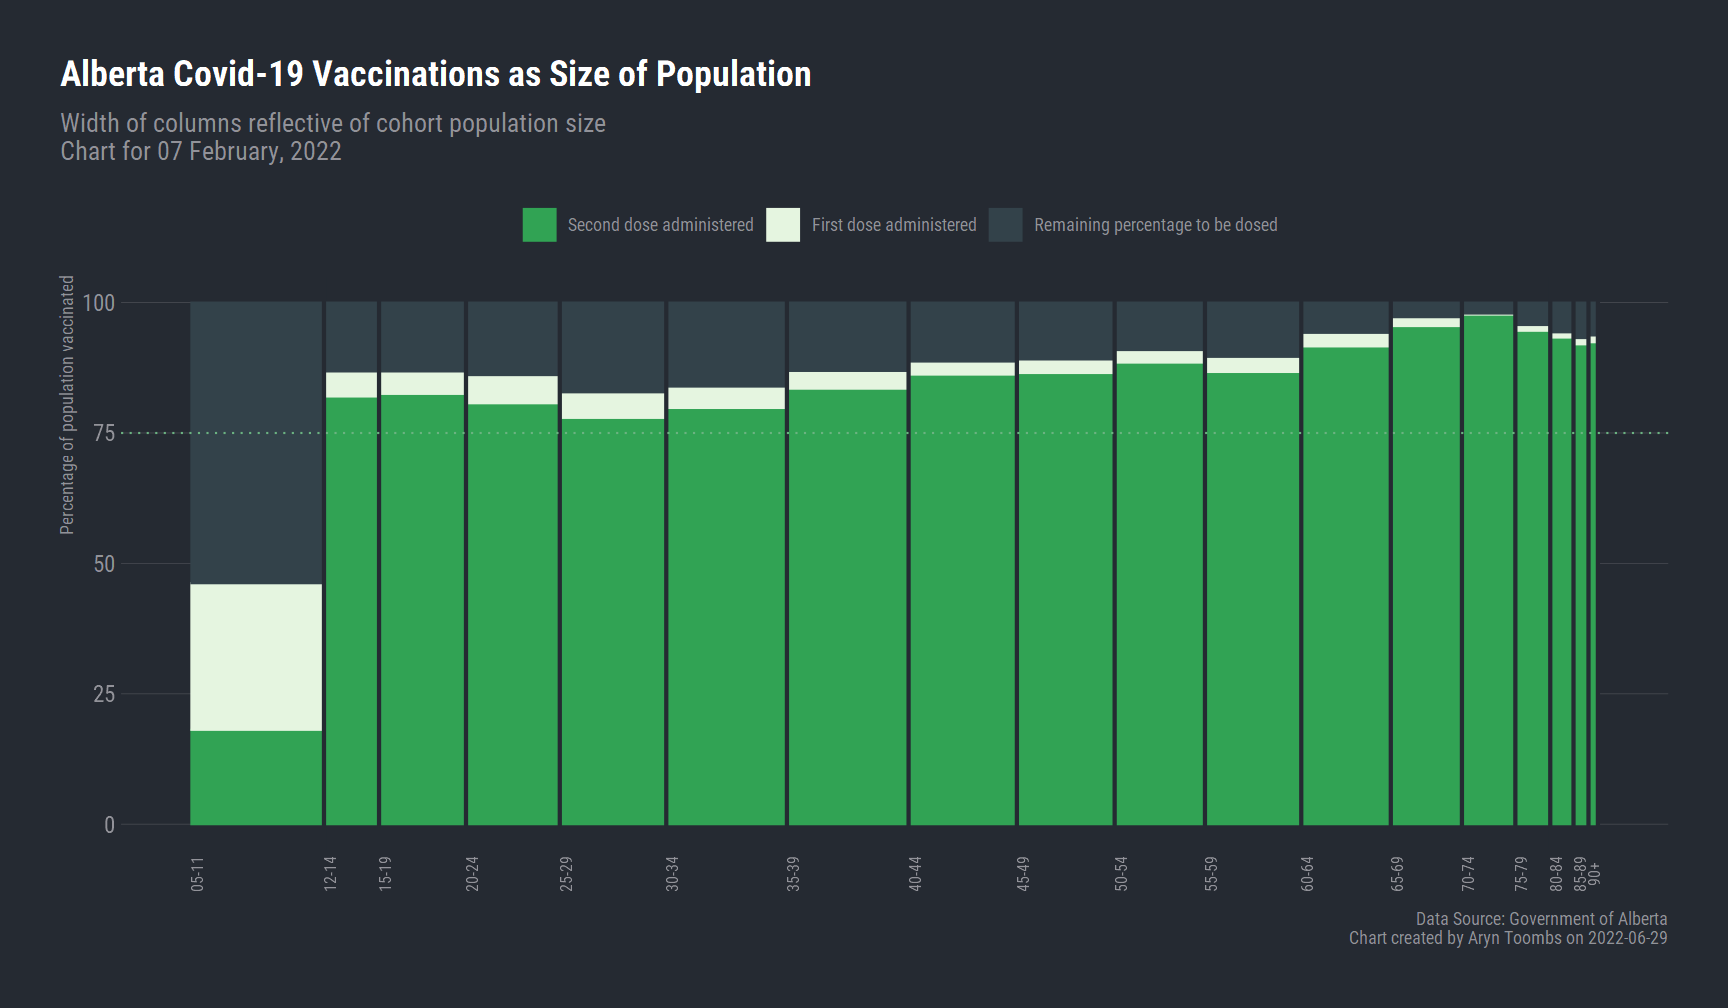 Alberta Covid-19 Vaccinations as Size of Population
Width of columns reflective of cohort population size
Chart for 07 February, 2022
Second dose administered
First dose administered
Remaining percentage to be dosed
Percentage of population vaccinated
100
75
50
25
0
05-11
12-14
15-19
20-24
25-29
30-34
35-39
40-44
45-49
50-54
55-59
60-64
65-69
70-74
75-79
80-84
85-89
90+
Data Source: Government of Alberta
Chart created by Aryn Toombs on 2022-06-29